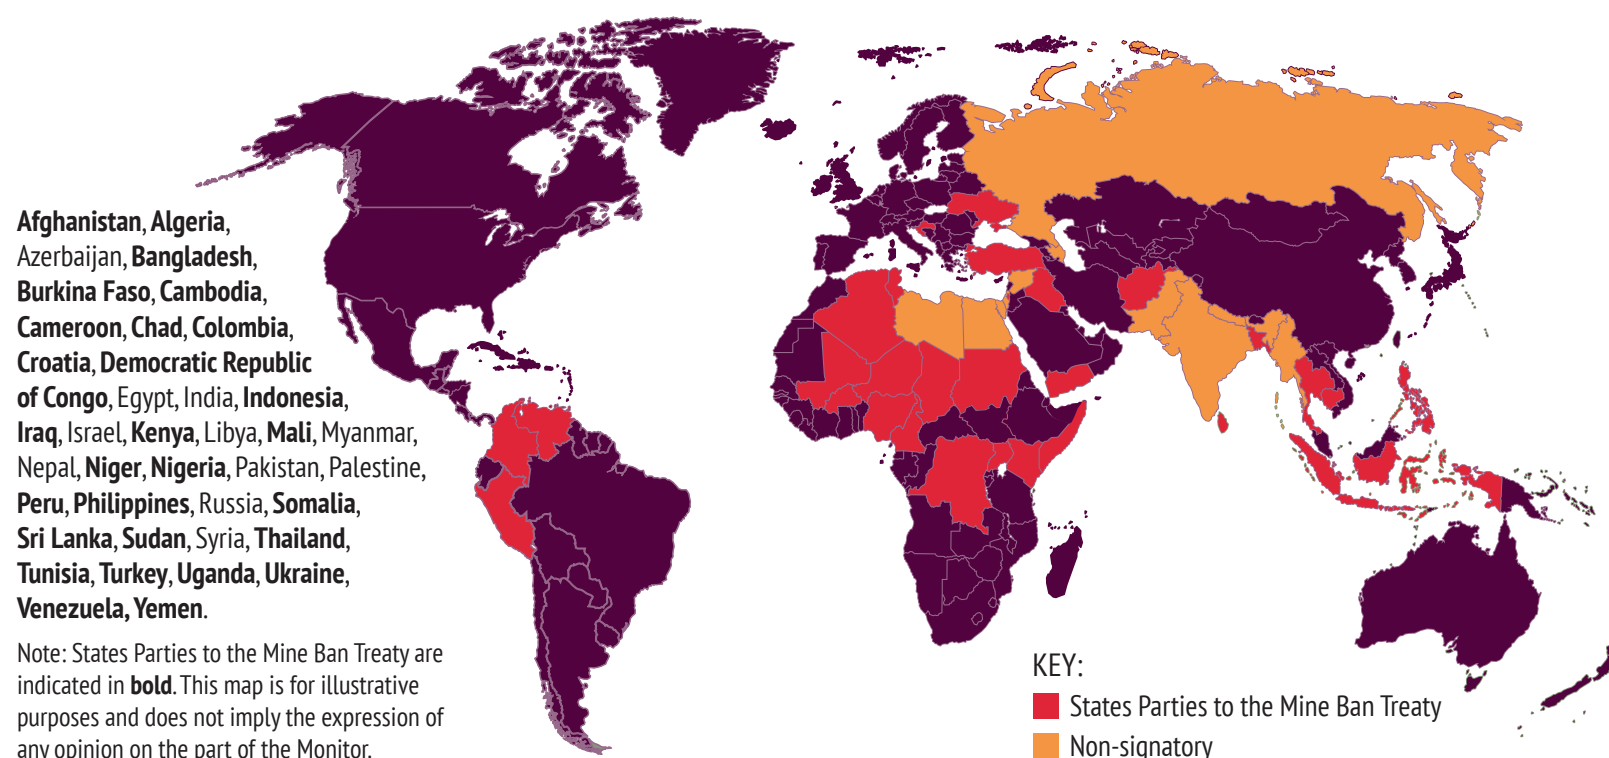 Afghanistan, Algeria,
Azerbaijan, Bangladesh,
Burkina Faso, Cambodia,
Cameroon, Chad, Colombia,
Croatia, Democratic Republic
of Congo, Egypt, India, Indonesia,
Iraq, Israel, Kenya, Libya, Mali, Myanmar,
Nepal, Niger, Nigeria, Pakistan, Palestine,
Peru, Philippines, Russia, Somalia,
Sri Lanka, Sudan, Syria, Thailand,
Tunisia, Turkey, Uganda, Ukraine,
Venezuela, Yemen.
Note: States Parties to the Mine Ban Treaty are
indicated in bold. This map is for illustrative
purposes and does not imply the expression of
any opinion on the part of the Monitor.
KEY:
States Parties to the Mine Ban Treaty
Non-signatory